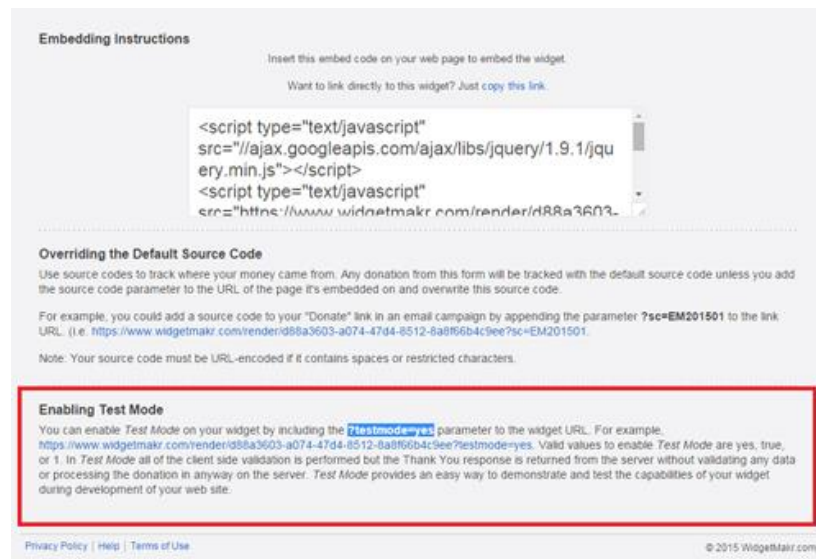 Embedding Instructions
Insert this embed code on your web page to embed the widget.
Want to link directly to this widget? Just copy this link.
<script type="text/javascript"
src="//ajax.googleapis.com/ajax/libs/jquery/1.9.1/jqu
ery.min.js"></script>
<script type="text/javascript"
src="https://www.widgetmakr.com/render/d88a3603-
Overriding the Default Source Code
Use source codes to track where your money came from. Any donation from this form will be tracked with the default source code unless you add
the source code parameter to the URL of the page it's embedded on and overwrite this source code.
For example, you could add a source code to your "Donate" link in an email campaign by appending the parameter ?sc=EM201501 to the link
URL. (i.e. https://www.widgetmakr.com/render/d88a3603-a074-47d4-8512-8a8f66b4c9ee?sc=EM201501.
Note: Your source code must be URL-encoded if it contains spaces or restricted characters.
Enabling Test Mode
You can enable Test Mode on your widget by including the ?testmode=yes parameter to the widget URL. For example,
https://www.widgetmakr.com/render/d88a3603-a074-47d4-8512-8a8f66b4c9ee?testmode=yes. Valid values to enable Test Mode are yes, true,
or 1. In Test Mode all of the client side validation is performed but the Thank You response is returned from the server without validating any data
or processing the donation in anyway on the server. Test Mode provides an easy way to demonstrate and test the capabilities of your widget
during development of your web site.
Privacy Policy | Help | Terms of Use
© 2015 WidgetMakr.com